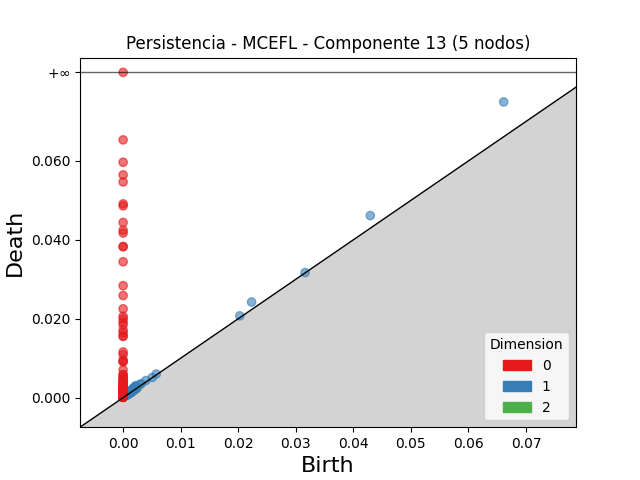 Persistencia - MCEFL - Componente 13 (5 nodos)
+∞
0.060
0.040
0.020
0.000
Death
Dimension
0
1
2
0.00 0.01 0.02 0.03 0.04 0.05 0.06 0.07
Birth